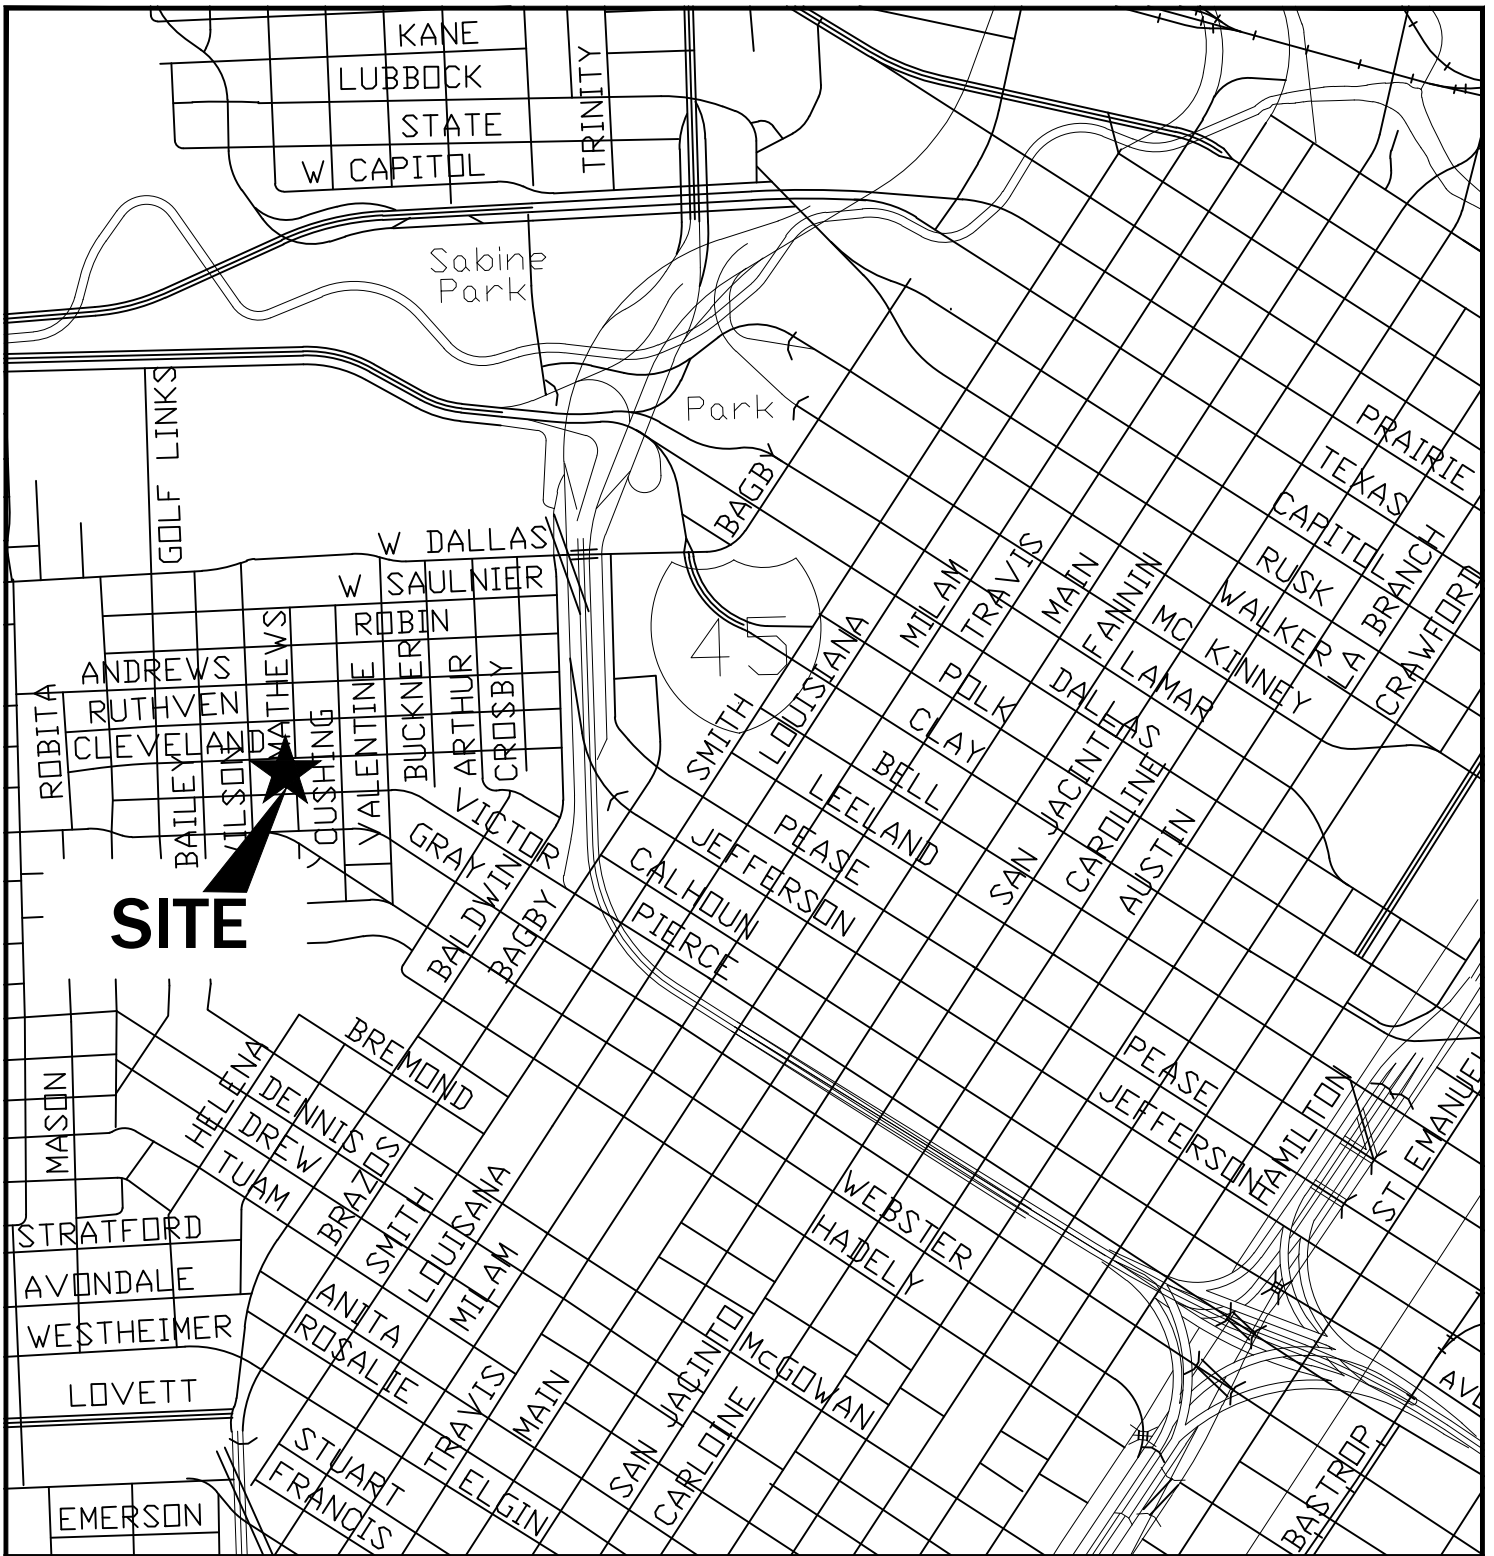 KANE
LUBBOCK
STATE
W CAPITOL
TRINITY
Sabine
Park
Park
GOLF LINKS
PRAIRIE
TEXAS
CAPITOL
BRANCH
RUSK
CRAWFORD
WALKER
LA
MC KINNEY
LAMAR
DALLAS
BAGBY
W DALLAS
W SAULNIER
ROBIN
45
MILAM
TRAVIS
MAIN
FANNIN
ANDREWS
RUTHVEN
CLEVELAND
ROBITA
MATHEWS
BAILEY
WILSON
CUSHING
VALENTINE
BUCKNER
ARTHUR
CROSBY
SMITH
LOUISIANA
POLK
CLAY
BELL
LEELAND
PEASE
JEFFERSON
CALHOUN
PIERCE
SAN JACINTO
CAROLINE
AUSTIN
VICTOR
GRAY
BALDWIN
BAGBY
SITE
BREMOND
HELENA
DENNIS
DREW
TUAM
MASON
BRAZOS
SMITH
LOUISANA
MILAM
PEASE
JEFFERSON
HAMILTON
ST EMANUEL
WEBSTER
HADELY
STRATFORD
AVONDALE
WESTHEIMER
LOVETT
ANITA
ROSALIE
TRAVIS
MAIN
SAN JACINTO
CARLOINE
McGOWAN
STUART
FRANCIS
ELGIN
EMERSON
BASTROP